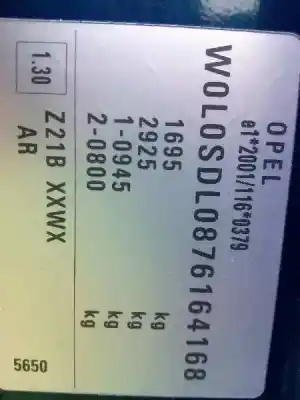 OPEL
e1*2001/116*0379
W0L0SDL0876164168
1695 kg
2925 kg
1-0945 kg
2-0800 kg
1.30 Z21B XXWX
AR
5650